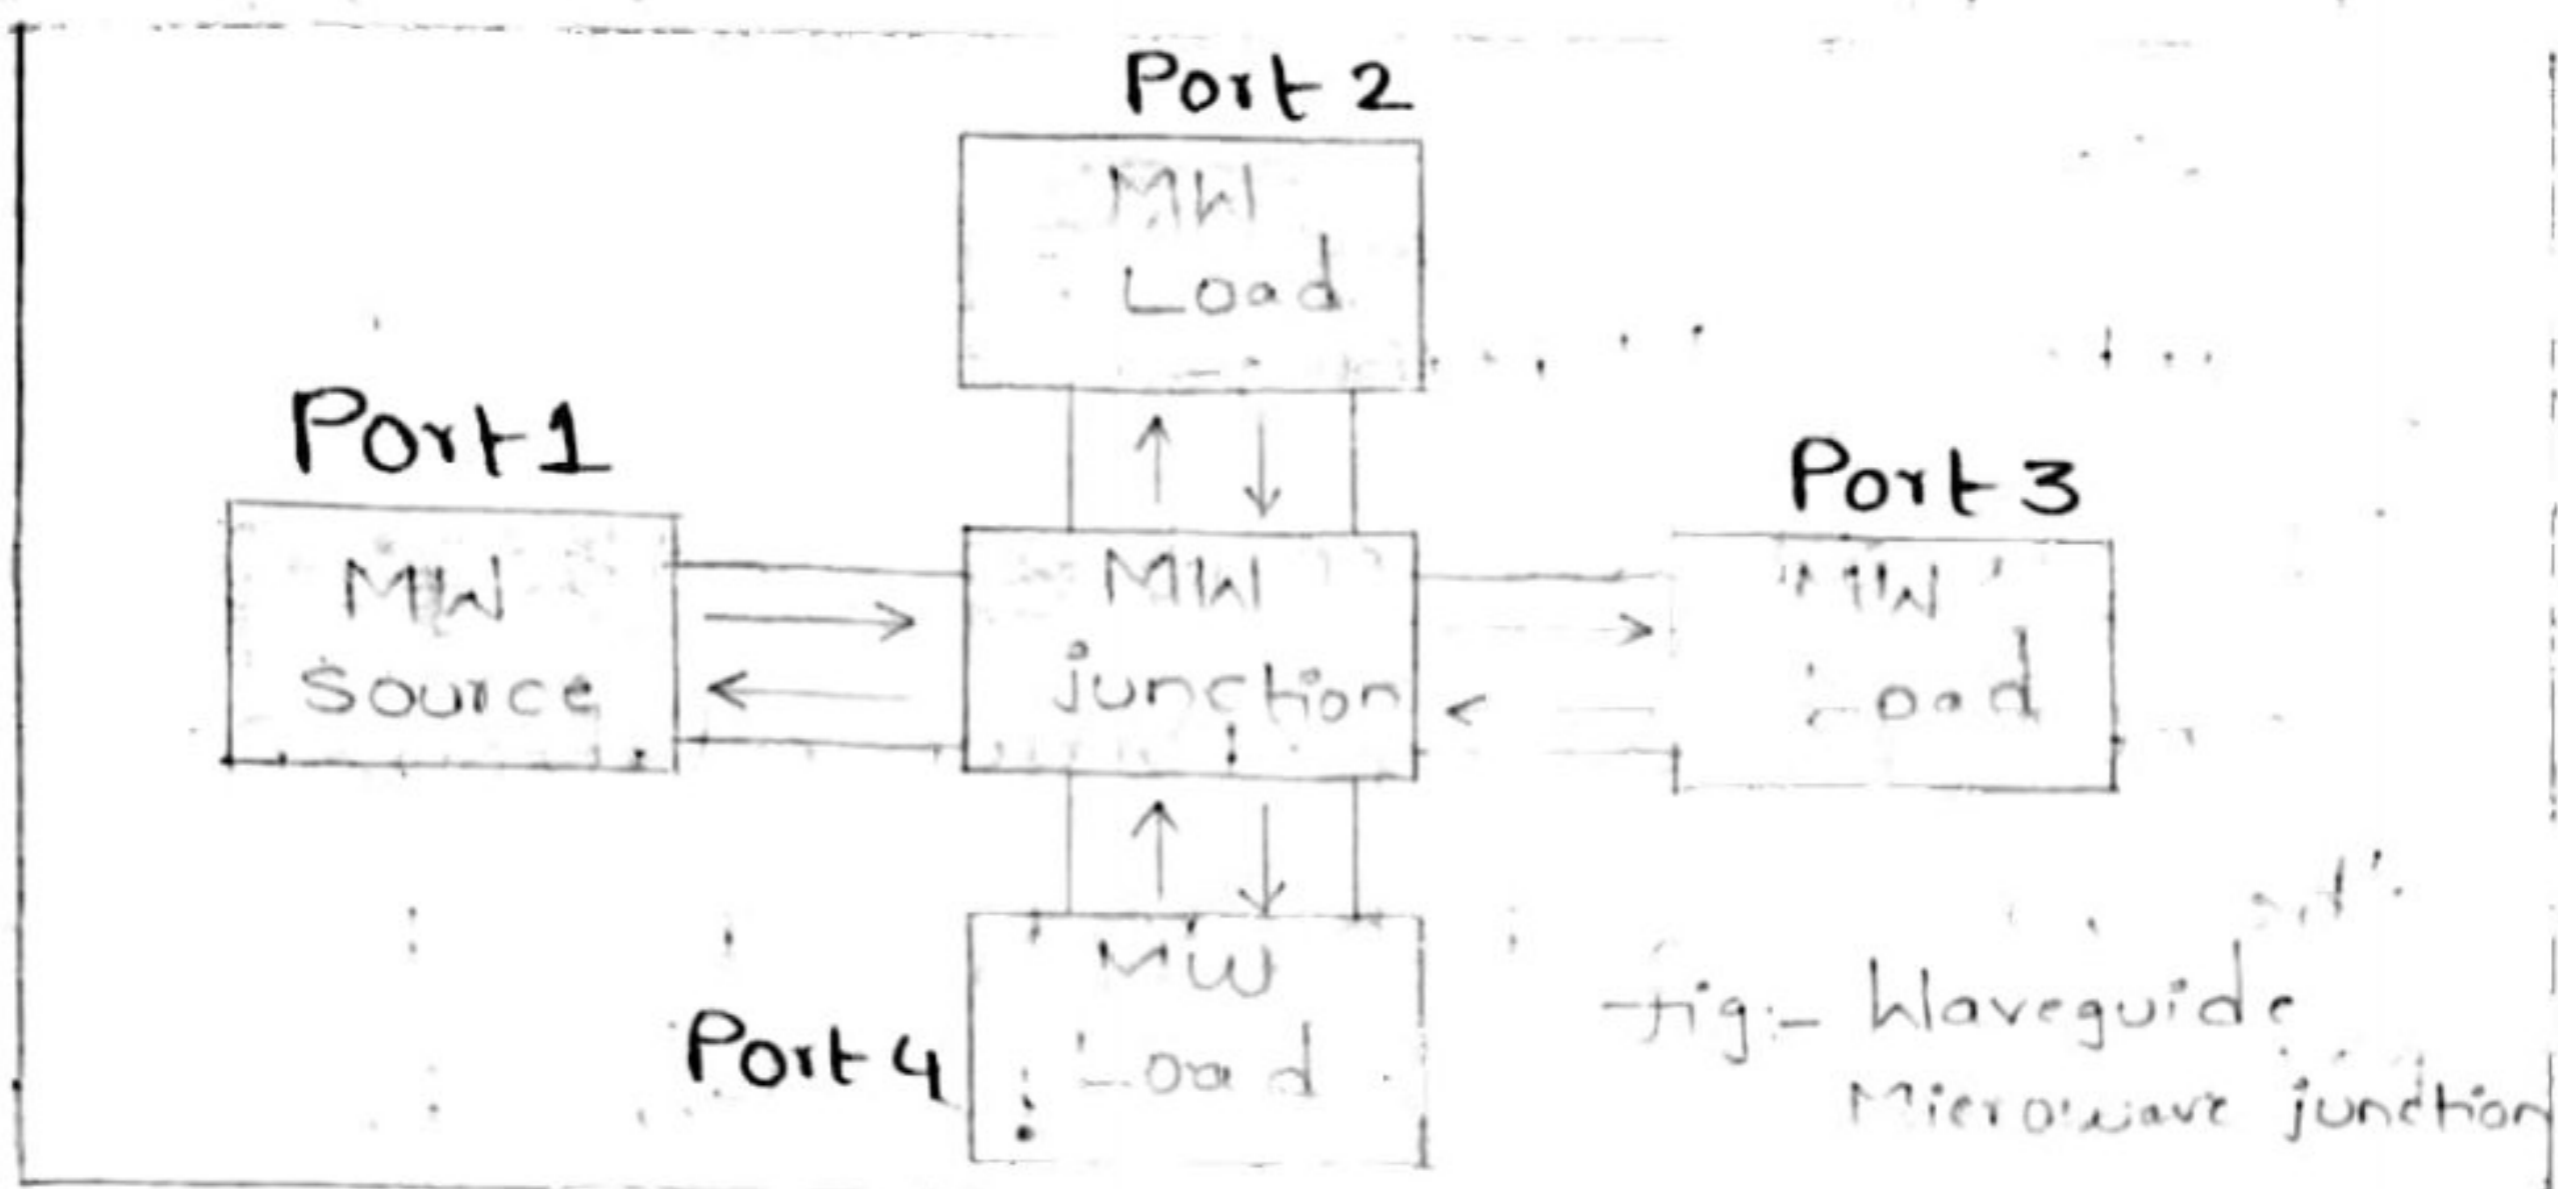 Port 2
MW
Load
Port 1
MW
Source
MW
junction
Port 3
MW
Load
MW
Load
Port 4
fig:- Waveguide
Microwave junction